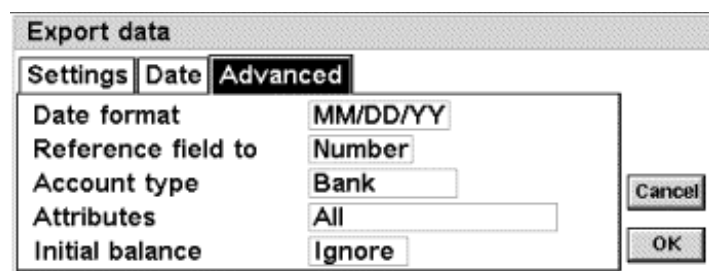 Export data
Settings Date Advanced
Date format MM/DD/YY
Reference field to Number
Account type Bank
Cancel
Attributes All
OK
Initial balance Ignore